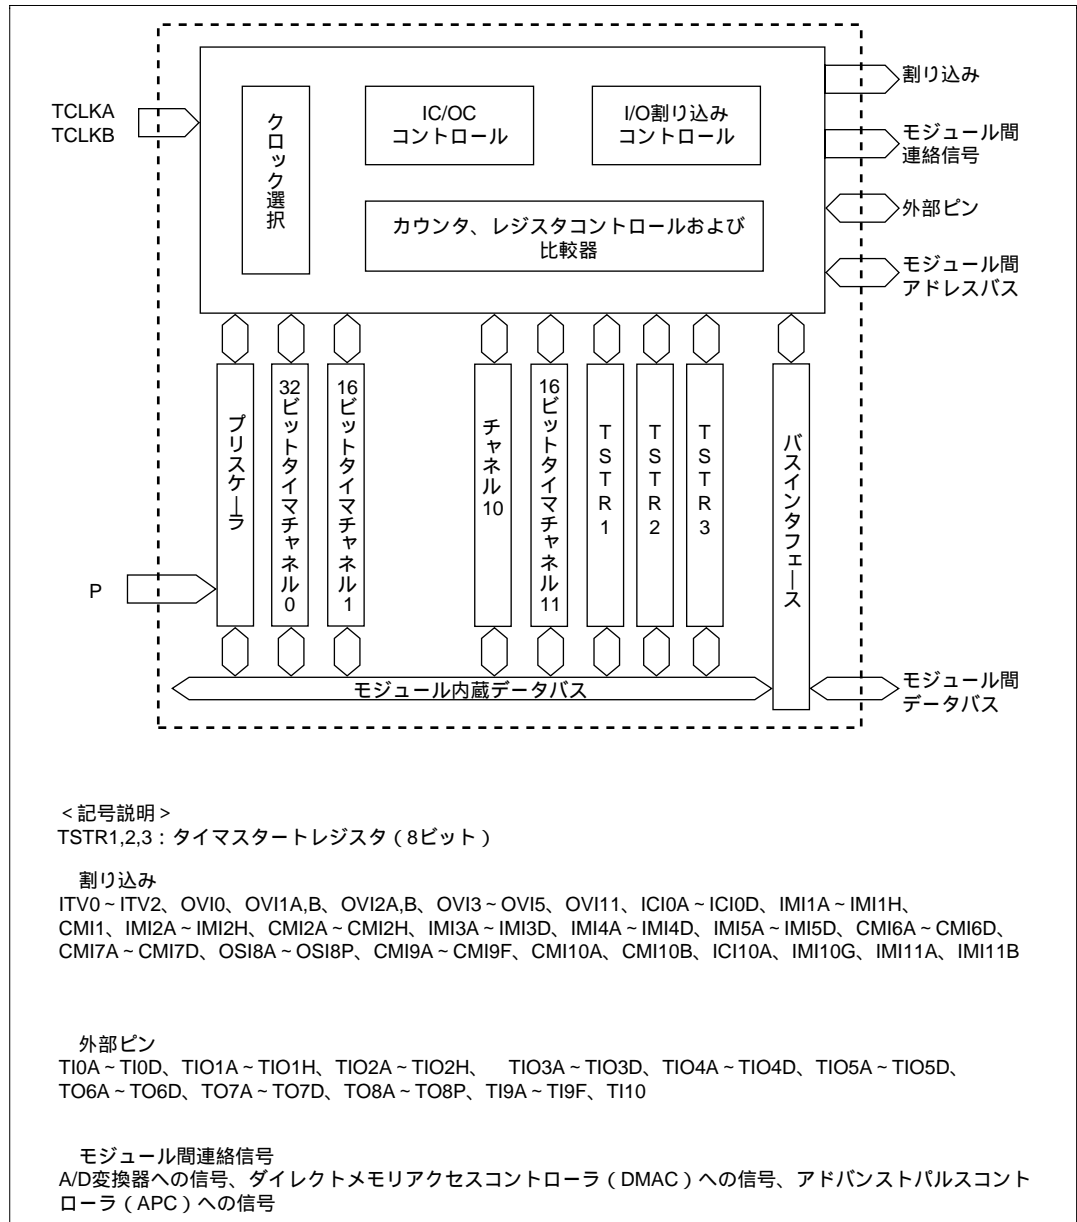 TCLKA
TCLKB
クロック選択
IC/OC
コントロール
I/O割り込み
コントロール
カウンタ、レジスタコントロールおよび
比較器
割り込み
モジュール間
連絡信号
外部ピン
モジュール間
アドレスバス
プリスケーラ
32ビットタイマチャネル0
16ビットタイマチャネル1
チャネル10
16ビットタイマチャネル11
TSTR1
TSTR2
TSTR3
バスインタフェース
P
モジュール内蔵データバス
モジュール間
データバス
<記号説明>
TSTR1,2,3:タイマスタートレジスタ(8ビット)
割り込み
ITV0~ITV2、OVI0、OVI1A,B、OVI2A,B、OVI3~OVI5、OVI11、ICI0A~ICI0D、IMI1A~IMI1H、
CMI1、IMI2A~IMI2H、CMI2A~CMI2H、IMI3A~IMI3D、IMI4A~IMI4D、IMI5A~IMI5D、CMI6A~CMI6D、
CMI7A~CMI7D、OSI8A~OSI8P、CMI9A~CMI9F、CMI10A、CMI10B、ICI10A、IMI10G、IMI11A、IMI11B
外部ピン
TI0A~TI0D、TIO1A~TIO1H、TIO2A~TIO2H、 TIO3A~TIO3D、TIO4A~TIO4D、TIO5A~TIO5D、
TO6A~TO6D、TO7A~TO7D、TO8A~TO8P、TI9A~TI9F、TI10
モジュール間連絡信号
A/D変換器への信号、ダイレクトメモリアクセスコントローラ(DMAC)への信号、アドバンストパルスコント
ローラ(APC)への信号